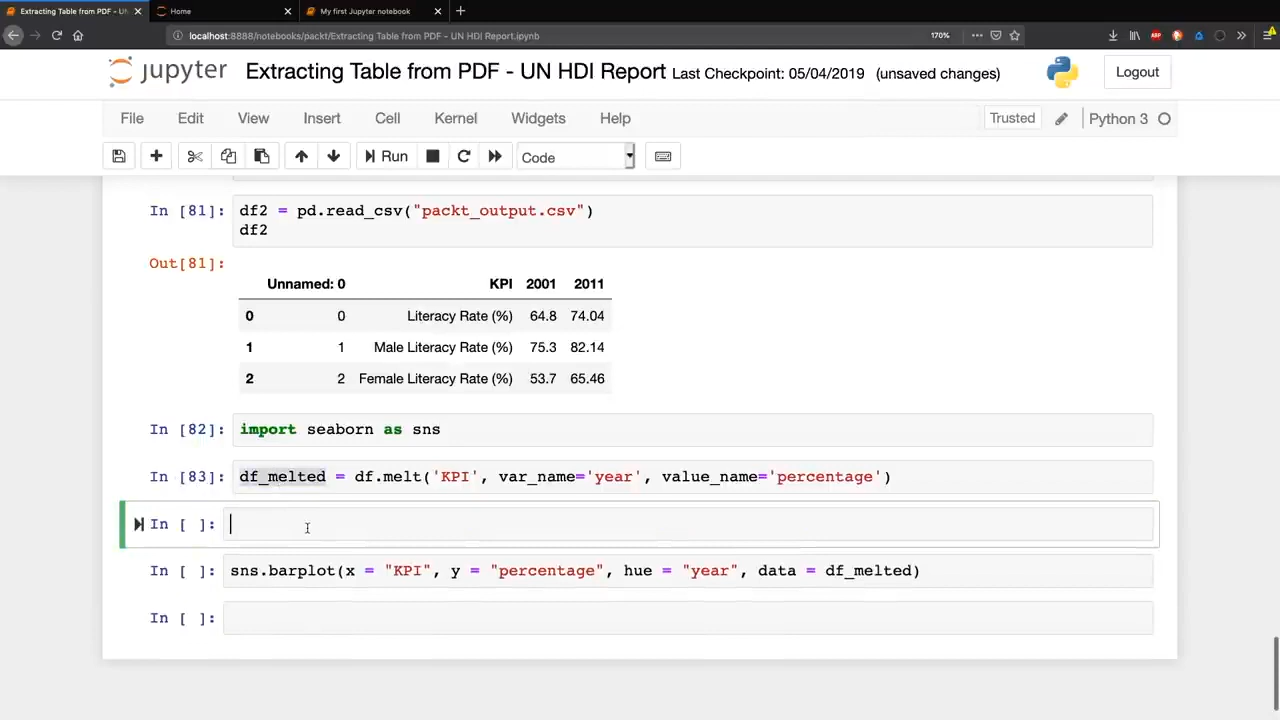 Extracting Table from PDF - UN
Home
My first Jupyter notebook
localhost:8888/notebooks/packt/Extracting Table from PDF - UN HDI Report.ipynb
170%
jupyter Extracting Table from PDF - UN HDI Report Last Checkpoint: 05/04/2019 (unsaved changes)
Logout
File Edit View Insert Cell Kernel Widgets Help
Trusted
Python 3
Run
Code
In [81]: df2 = pd.read_csv("packt_output.csv")
df2
Out[81]:
Unnamed: 0 KPI 2001 2011
0 0 Literacy Rate (%) 64.8 74.04
1 1 Male Literacy Rate (%) 75.3 82.14
2 2 Female Literacy Rate (%) 53.7 65.46
In [82]: import seaborn as sns
In [83]: df_melted = df.melt('KPI', var_name='year', value_name='percentage')
In [ ]:
In [ ]: sns.barplot(x = "KPI", y = "percentage", hue = "year", data = df_melted)
In [ ]: